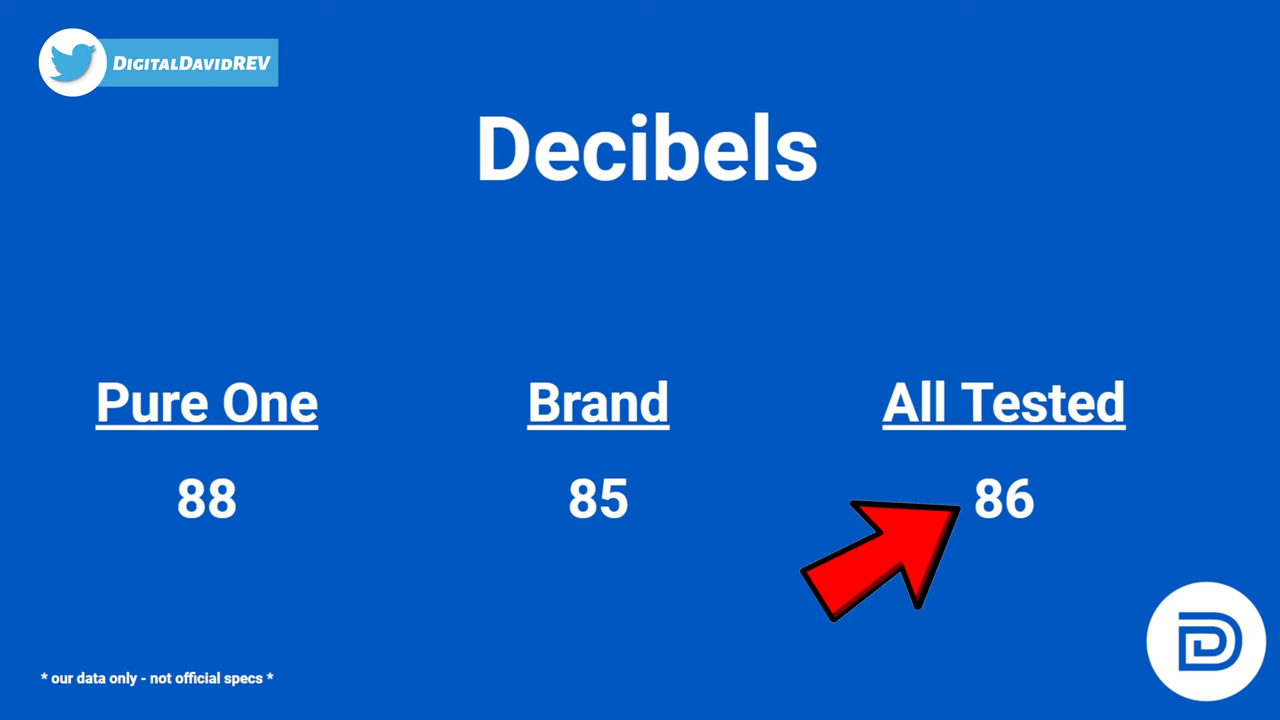 DigitalDavidREV
Decibels
Pure One Brand All Tested
88 85 86
* our data only - not official specs *